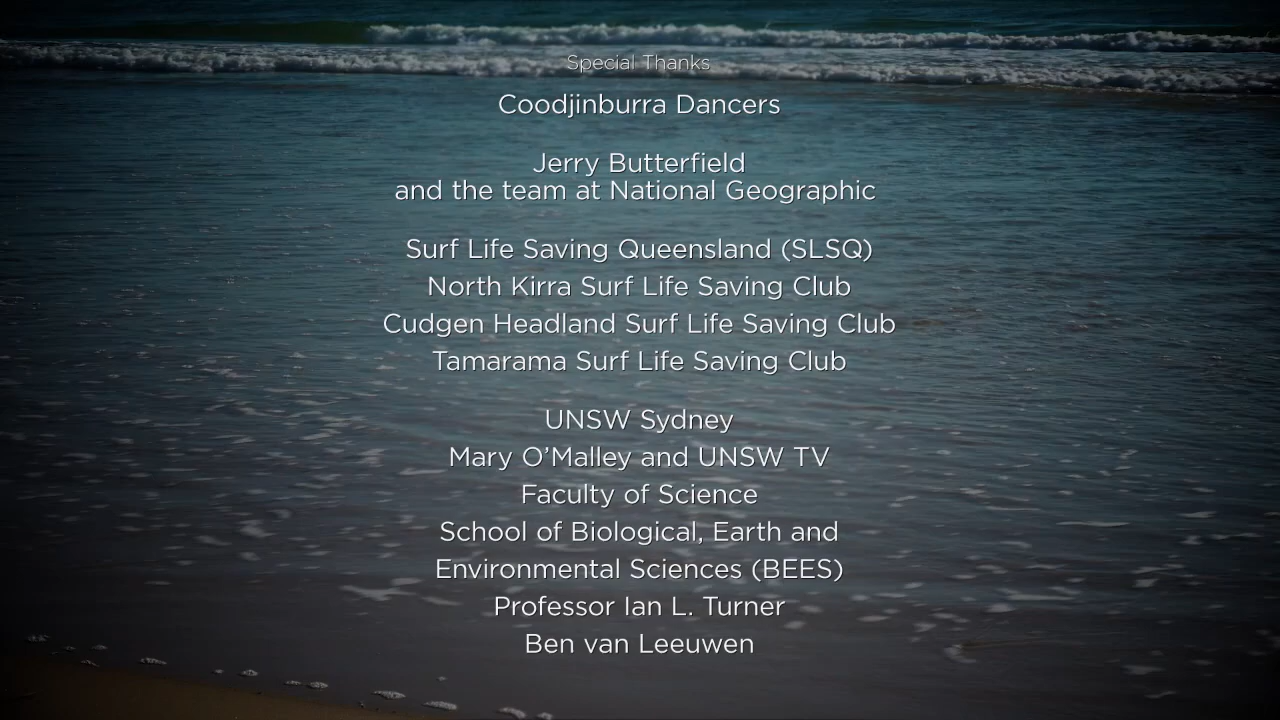 Special Thanks
Coodjinburra Dancers
Jerry Butterfield
and the team at National Geographic
Surf Life Saving Queensland (SLSQ)
North Kirra Surf Life Saving Club
Cudgen Headland Surf Life Saving Club
Tamarama Surf Life Saving Club
UNSW Sydney
Mary O’Malley and UNSW TV
Faculty of Science
School of Biological, Earth and
Environmental Sciences (BEES)
Professor Ian L. Turner
Ben van Leeuwen